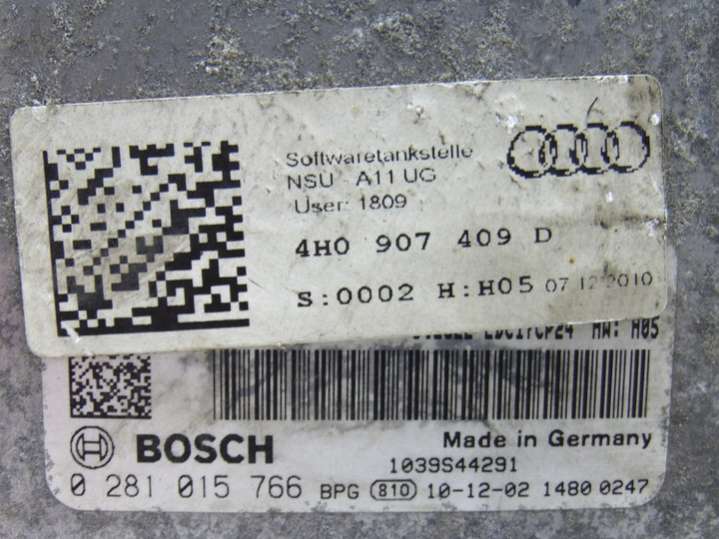 Softwaretankstelle
NSU A11 UG
User: 1809
4H0 907 409 D
S:0002 H:H05 07.12.2010
EDC17CP24 HW: H05
BOSCH
Made in Germany
1039S44291
0 281 015 766 BPG 810 10-12-02 1480 0247